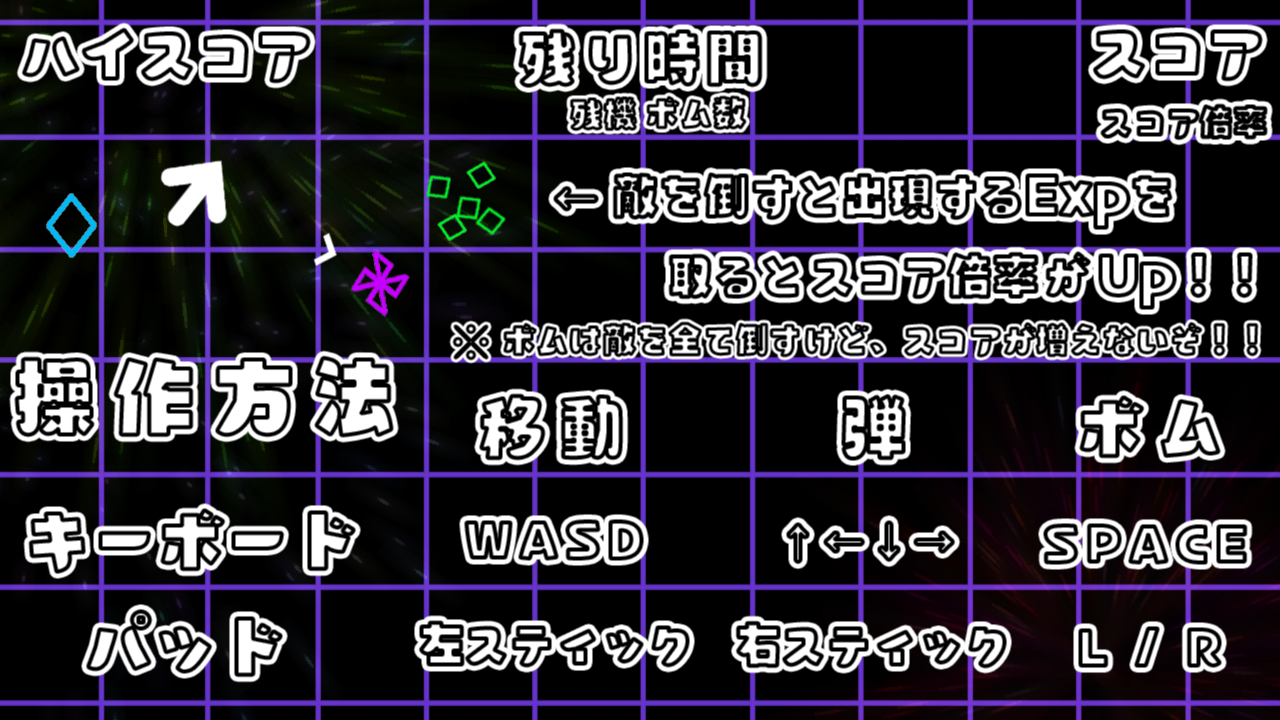 ハイスコア 残り時間 スコア
残機 ボム数 スコア倍率
← 敵を倒すと出現するExpを
取るとスコア倍率がUp！！
※ ボムは敵を全て倒すけど、スコアが増えないぞ！！
操作方法 移動 弾 ボム
キーボード WASD ↑←↓→ SPACE
パッド 左スティック 右スティック L / R